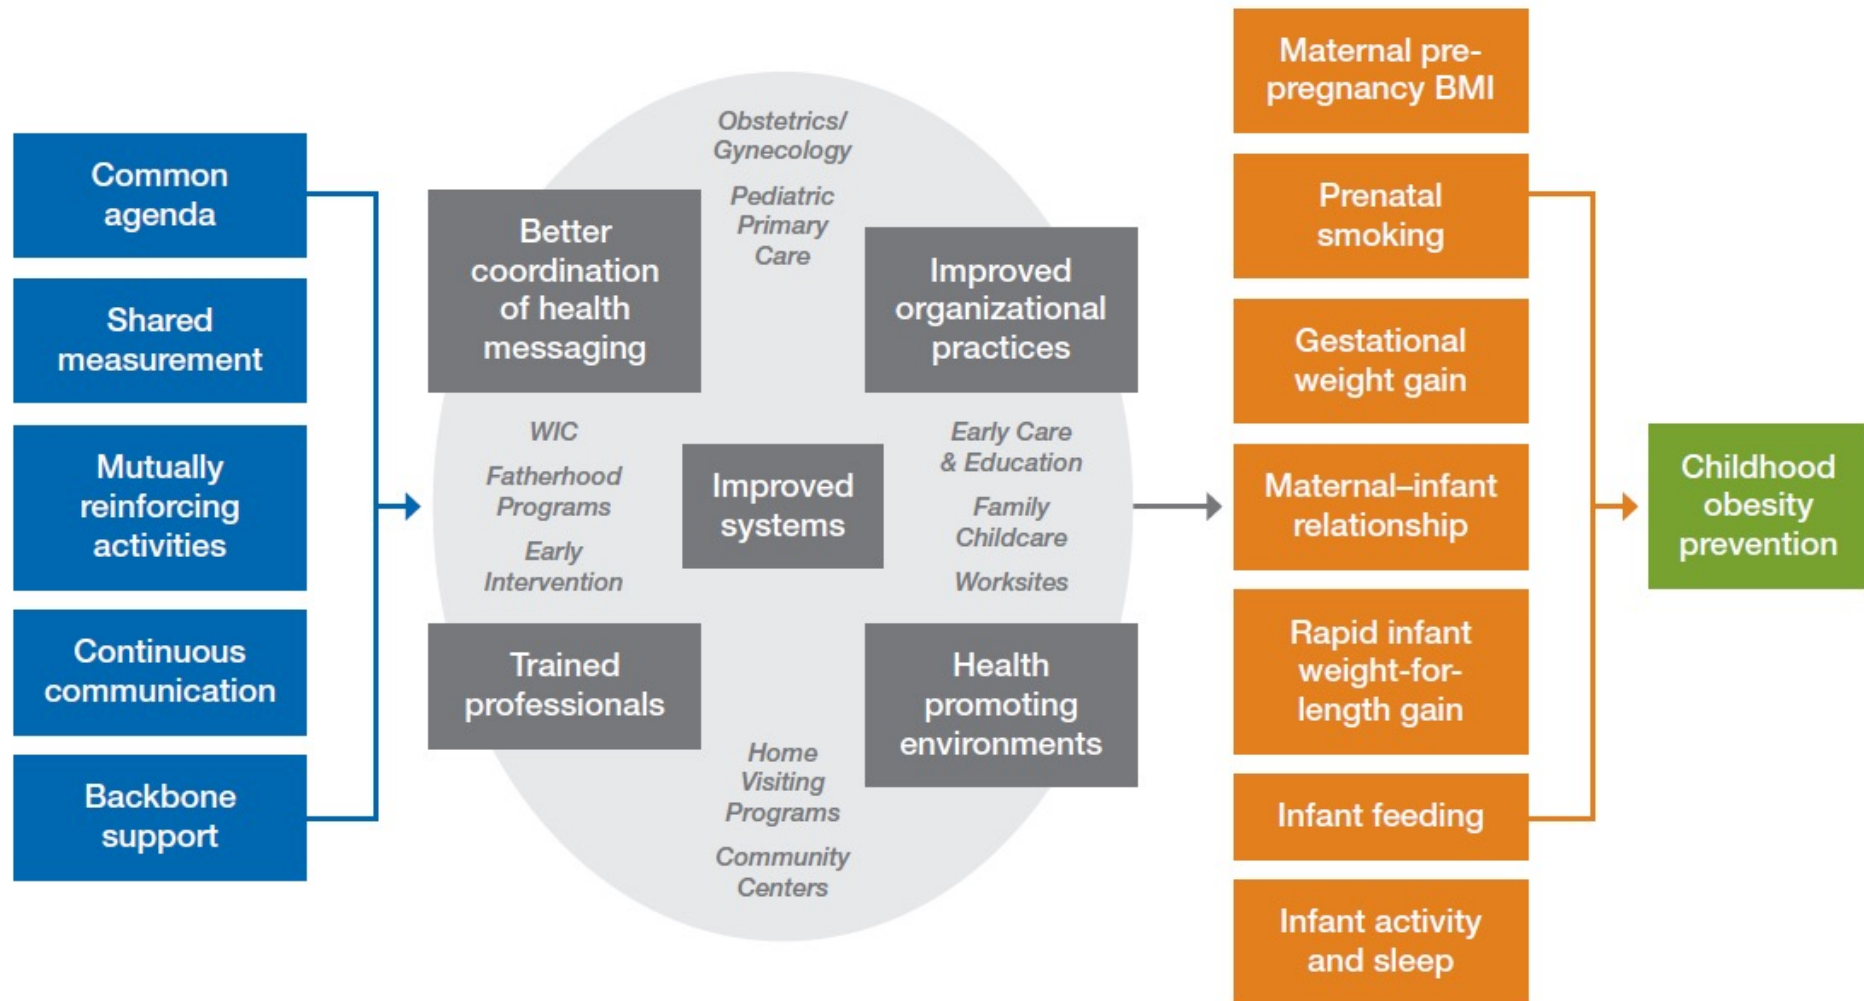 Common
agenda
Shared
measurement
Mutually
reinforcing
activities
Continuous
communication
Backbone
support
Obstetrics/
Gynecology
Pediatric
Primary
Care
Better
coordination
of health
messaging
Improved
organizational
practices
WIC
Fatherhood
Programs
Early
Intervention
Improved
systems
Early Care
& Education
Family
Childcare
Worksites
Trained
professionals
Health
promoting
environments
Home
Visiting
Programs
Community
Centers
Maternal pre-
pregnancy BMI
Prenatal
smoking
Gestational
weight gain
Maternal–infant
relationship
Rapid infant
weight-for-
length gain
Infant feeding
Infant activity
and sleep
Childhood
obesity
prevention